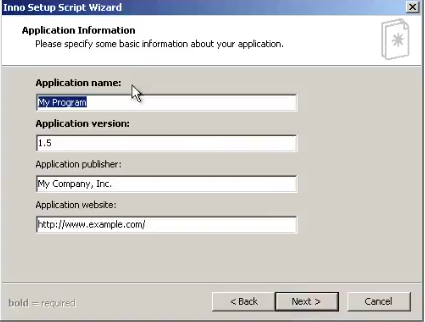 Inno Setup Script Wizard
Application Information
Please specify some basic information about your application.
Application name:
My Program
Application version:
1.5
Application publisher:
My Company, Inc.
Application website:
http://www.example.com/
bold = required
< Back
Next >
Cancel